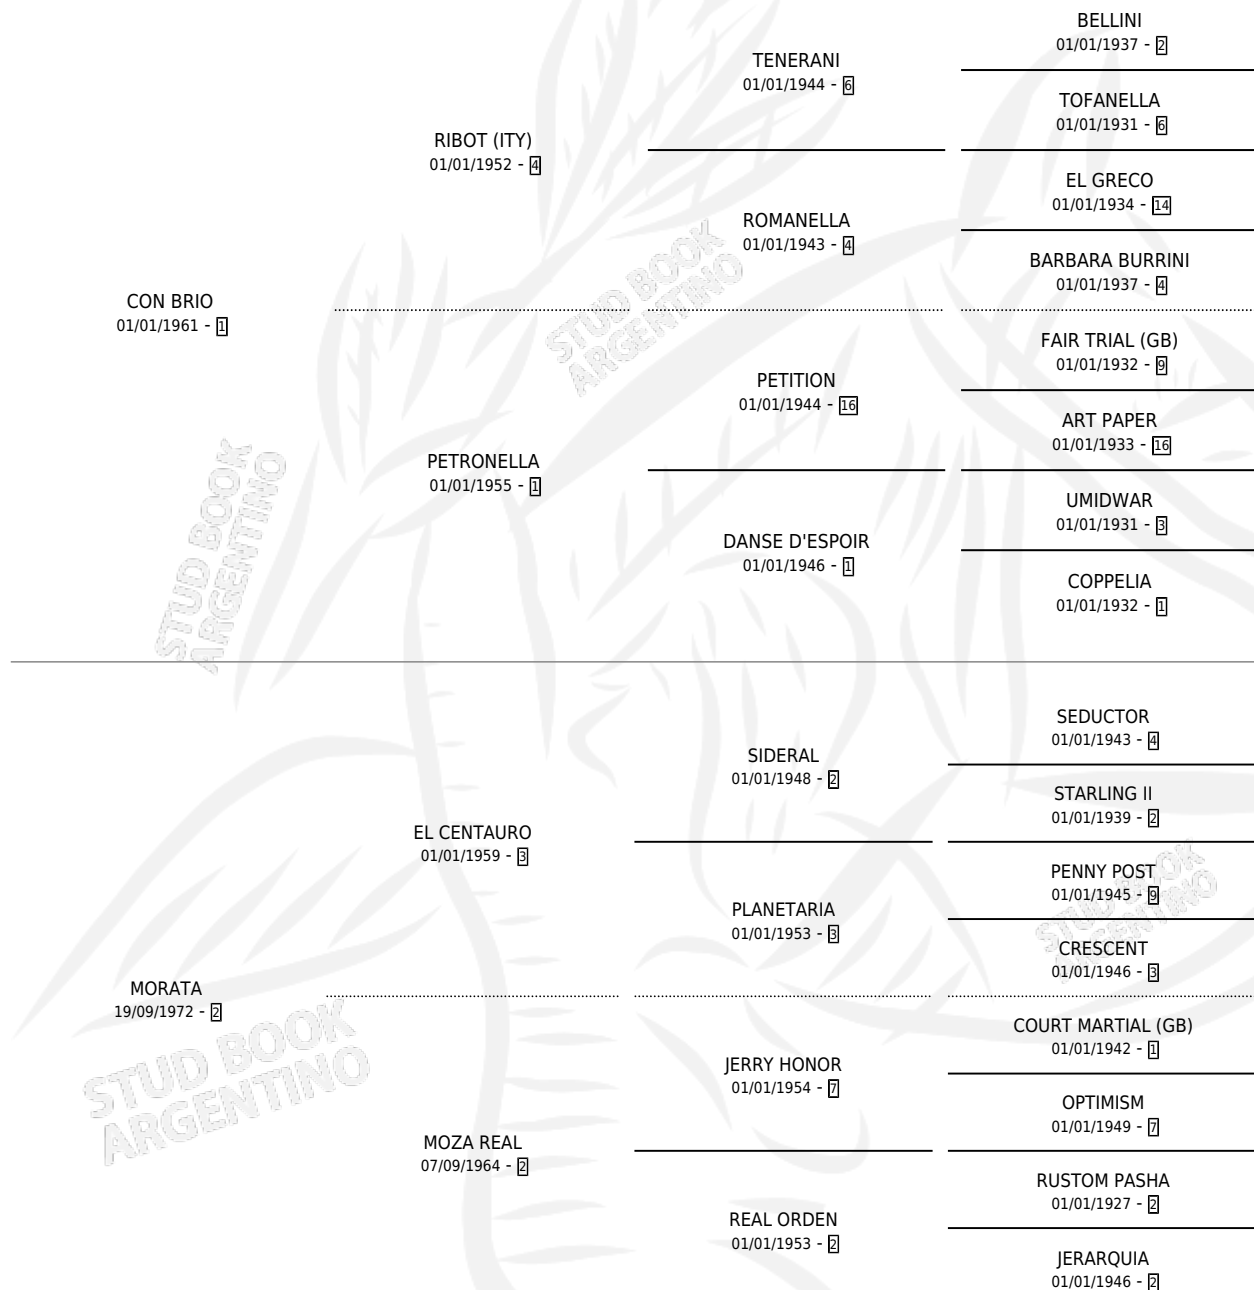 BELLINI
01/01/1937 - 2
TENERANI
01/01/1944 - 6
TOFANELLA
01/01/1931 - 6
RIBOT (ITY)
01/01/1952 - 4
EL GRECO
01/01/1934 - 14
ROMANELLA
01/01/1943 - 4
BARBARA BURRINI
01/01/1937 - 4
CON BRIO
01/01/1961 - 1
FAIR TRIAL (GB)
01/01/1932 - 9
PETITION
01/01/1944 - 16
ART PAPER
01/01/1933 - 16
PETRONELLA
01/01/1955 - 1
UMIDWAR
01/01/1931 - 3
DANSE D'ESPOIR
01/01/1946 - 1
COPPELIA
01/01/1932 - 1
SEDUCTOR
01/01/1943 - 4
SIDERAL
01/01/1948 - 2
STARLING II
01/01/1939 - 2
EL CENTAURO
01/01/1959 - 3
PENNY POST
01/01/1945 - 9
PLANETARIA
01/01/1953 - 3
CRESCENT
01/01/1946 - 3
MORATA
19/09/1972 - 2
COURT MARTIAL (GB)
01/01/1942 - 1
JERRY HONOR
01/01/1954 - 7
OPTIMISM
01/01/1949 - 7
MOZA REAL
07/09/1964 - 2
RUSTOM PASHA
01/01/1927 - 2
REAL ORDEN
01/01/1953 - 2
JERARQUIA
01/01/1946 - 2
STUD BOOK
ARGENTINO
STUD BOOK
ARGENTINO
STUD BOOK
ARGENTINO
STUD BOOK
ARGENTINO